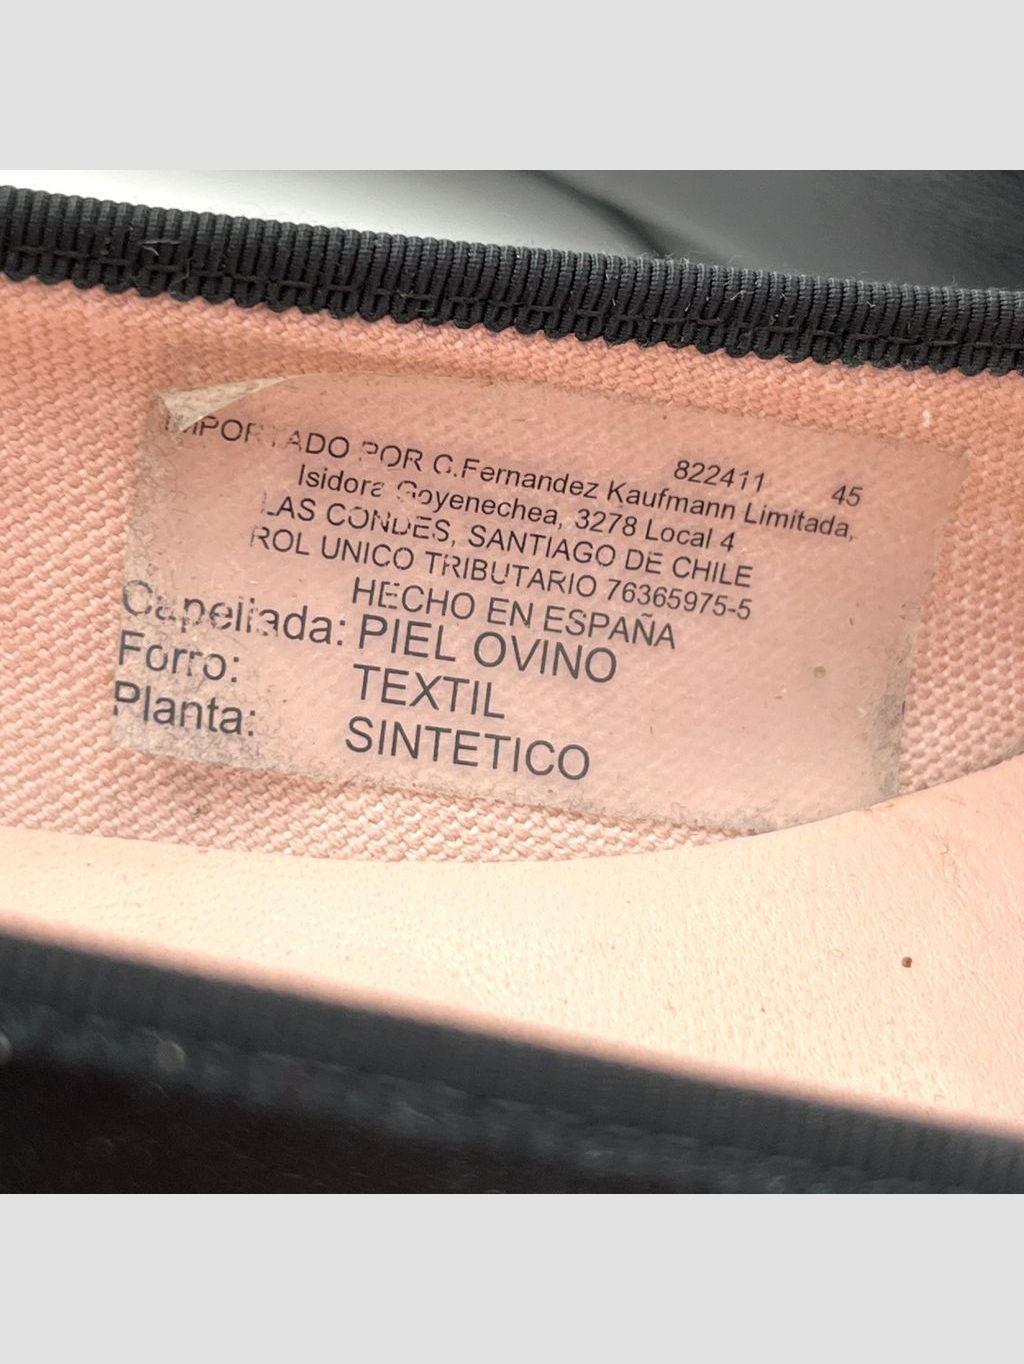 822411 45
IMPORTADO POR C.Fernandez Kaufmann Limitada,
Isidora Goyenechea, 3278 Local 4
LAS CONDES, SANTIAGO DE CHILE
ROL UNICO TRIBUTARIO 76365975-5
HECHO EN ESPAÑA
Capellada: PIEL OVINO
Forro: TEXTIL
Planta: SINTETICO